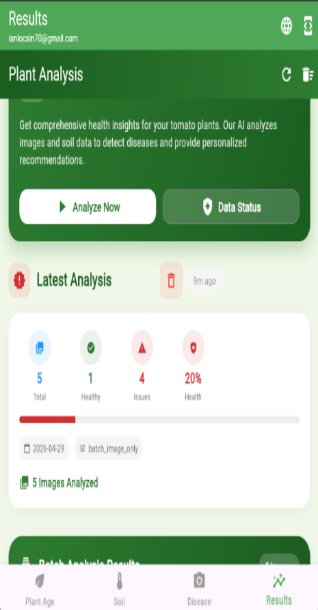 Results
ianlocsin70@gmail.com
Plant Analysis
Get comprehensive health insights for your tomato plants. Our AI analyzes
images and soil data to detect diseases and provide personalized
recommendations.
Analyze Now
Data Status
Latest Analysis
9m ago
5
1
4
20%
Total
Healthy
Issues
Health
2026-04-29
batch_image_only
5 Images Analyzed
Batch Analysis Results
Plant Age
Soil
Disease
Results